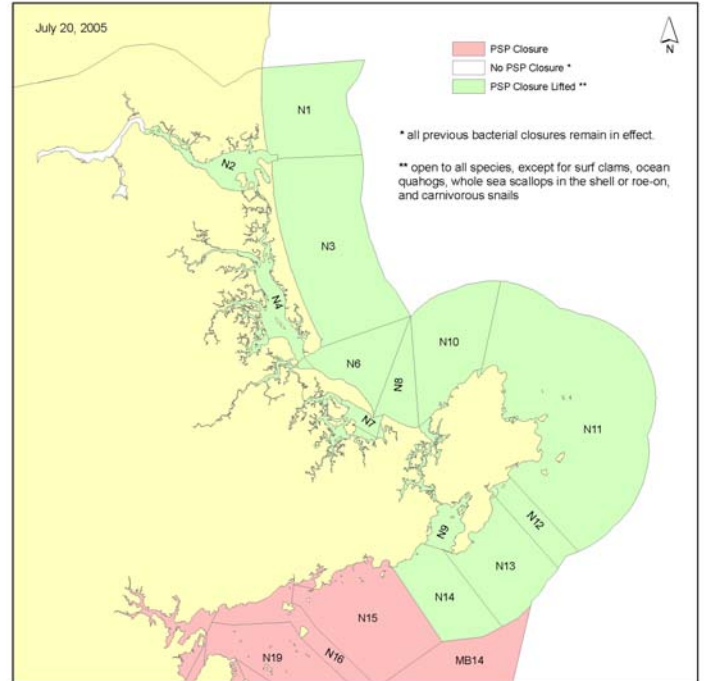 July 20, 2005
N
PSP Closure
No PSP Closure *
PSP Closure Lifted **
* all previous bacterial closures remain in effect.
** open to all species, except for surf clams, ocean
quahogs, whole sea scallops in the shell or roe-on,
and carnivorous snails
N1
N2
N3
N4
N6
N8
N10
N7
N11
N9
N12
N13
N14
N15
N19
N16
MB14